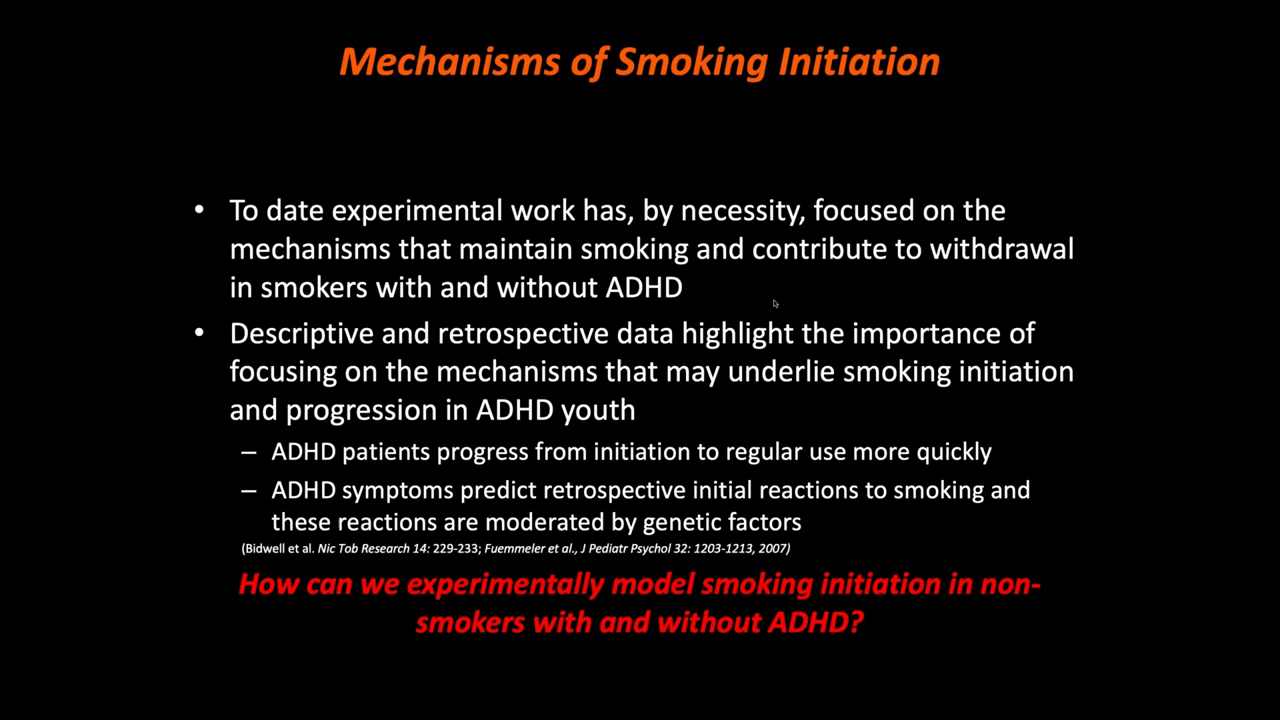 Mechanisms of Smoking Initiation
• To date experimental work has, by necessity, focused on the
mechanisms that maintain smoking and contribute to withdrawal
in smokers with and without ADHD
• Descriptive and retrospective data highlight the importance of
focusing on the mechanisms that may underlie smoking initiation
and progression in ADHD youth
– ADHD patients progress from initiation to regular use more quickly
– ADHD symptoms predict retrospective initial reactions to smoking and
these reactions are moderated by genetic factors
(Bidwell et al. Nic Tob Research 14: 229-233; Fuemmeler et al., J Pediatr Psychol 32: 1203-1213, 2007)
How can we experimentally model smoking initiation in non-
smokers with and without ADHD?